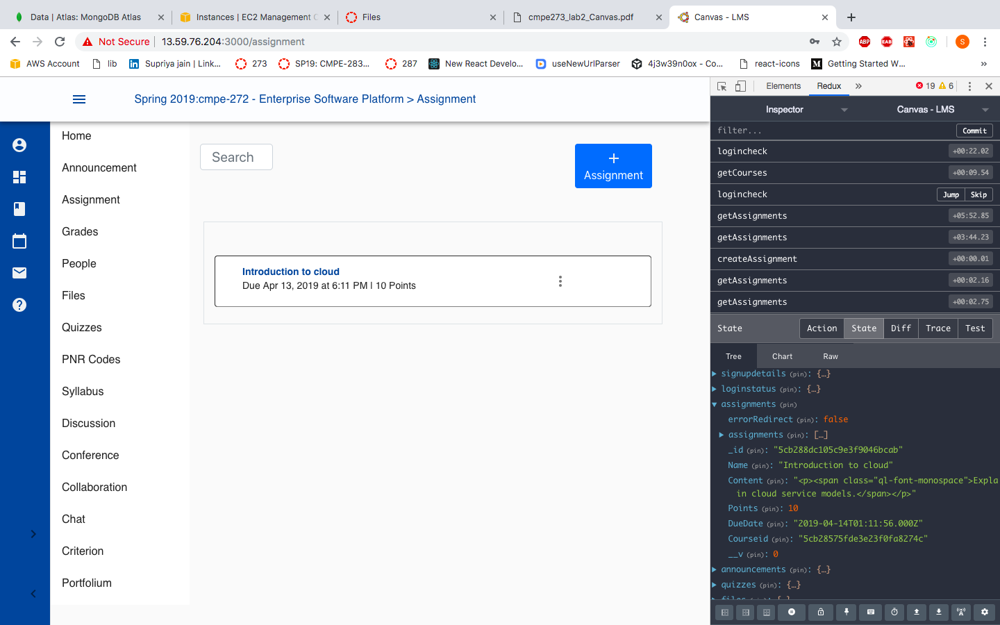 Data | Atlas: MongoDB Atlas
Instances | EC2 Management C
Files
cmpe273_lab2_Canvas.pdf
Canvas - LMS
Not Secure | 13.59.76.204:3000/assignment
ABP
EAB
S
AWS Account
lib
Supriya jain | Link...
273
SP19: CMPE-283...
287
New React Develo...
useNewUrlParser
4j3w39n0ox - Co...
react-icons
Getting Started W...
»
Spring 2019:cmpe-272 - Enterprise Software Platform > Assignment
Home
Announcement
Assignment
Grades
People
Files
Quizzes
PNR Codes
Syllabus
Discussion
Conference
Collaboration
Chat
Criterion
Portfolium
Search
+
Assignment
Introduction to cloud
Due Apr 13, 2019 at 6:11 PM | 10 Points
Elements
Redux
»
19
6
Inspector
Canvas - LMS
filter...
Commit
logincheck +00:22.02
getCourses +00:09.54
logincheck Jump Skip
getAssignments +05:52.85
getAssignments +03:44.23
createAssignment +00:00.01
getAssignments +00:02.16
getAssignments +00:02.75
State
Action State Diff Trace Test
Tree Chart Raw
signupdetails (pin): {…}
loginstatus (pin): {…}
assignments (pin)
errorRedirect (pin): false
assignments (pin): […]
_id (pin): "5cb288dc105c9e3f9046bcab"
Name (pin): "Introduction to cloud"
Content (pin): "<p><span class="ql-font-monospace">Expla
in cloud service models.</span></p>"
Points (pin): 10
DueDate (pin): "2019-04-14T01:11:56.000Z"
Courseid (pin): "5cb28575fde3e23f0fa8274c"
__v (pin): 0
announcements (pin): {…}
quizzes (pin): {…}
files (pin): {…}